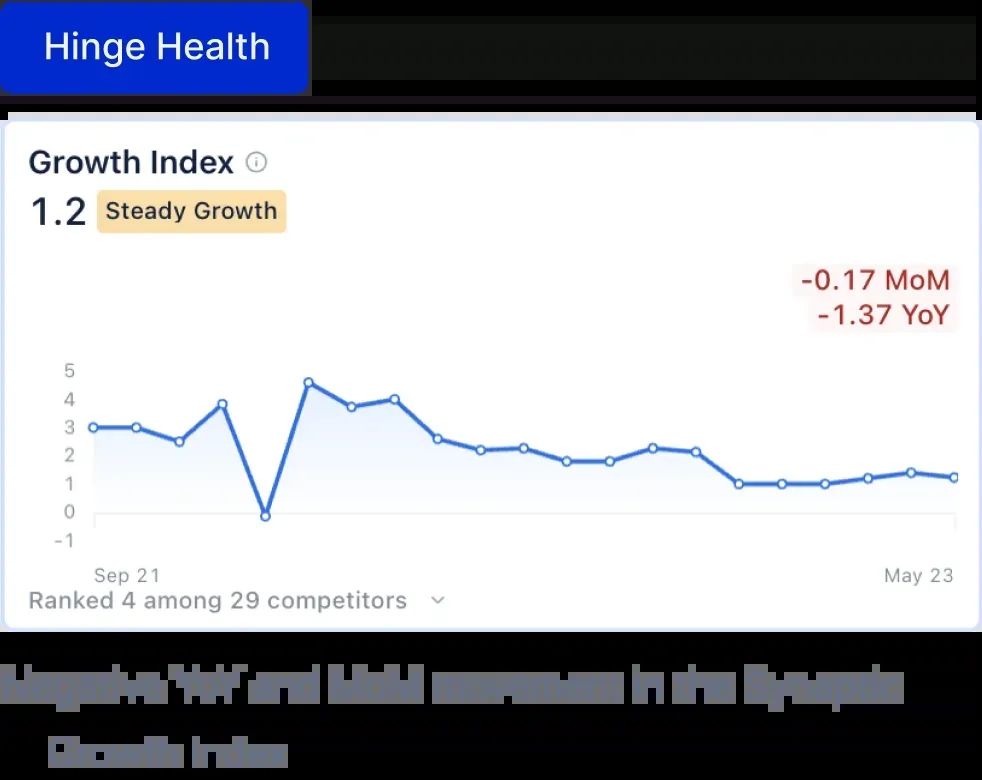 Hinge Health
Growth Index
1.2 Steady Growth
-0.17 MoM
-1.37 YoY
5
4
3
2
1
0
-1
Sep 21 May 23
Ranked 4 among 29 competitors
Negative YoY and MoM movement in the Synaptic
Growth Index